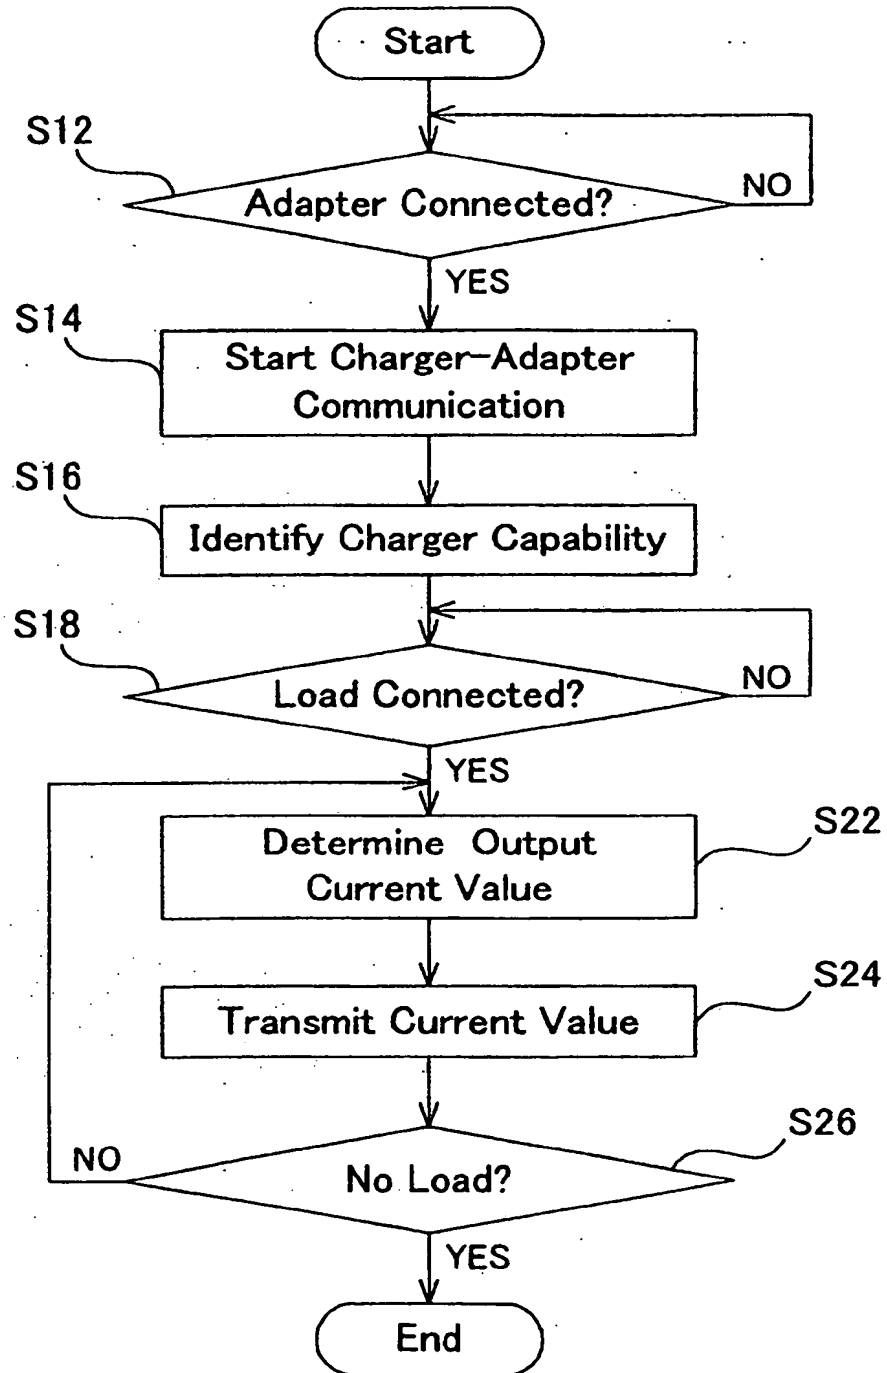 Start
S12
Adapter Connected?
NO
YES
S14
Start Charger-Adapter
Communication
S16
Identify Charger Capability
S18
Load Connected?
NO
YES
S22
Determine Output
Current Value
S24
Transmit Current Value
S26
No Load?
NO
YES
End